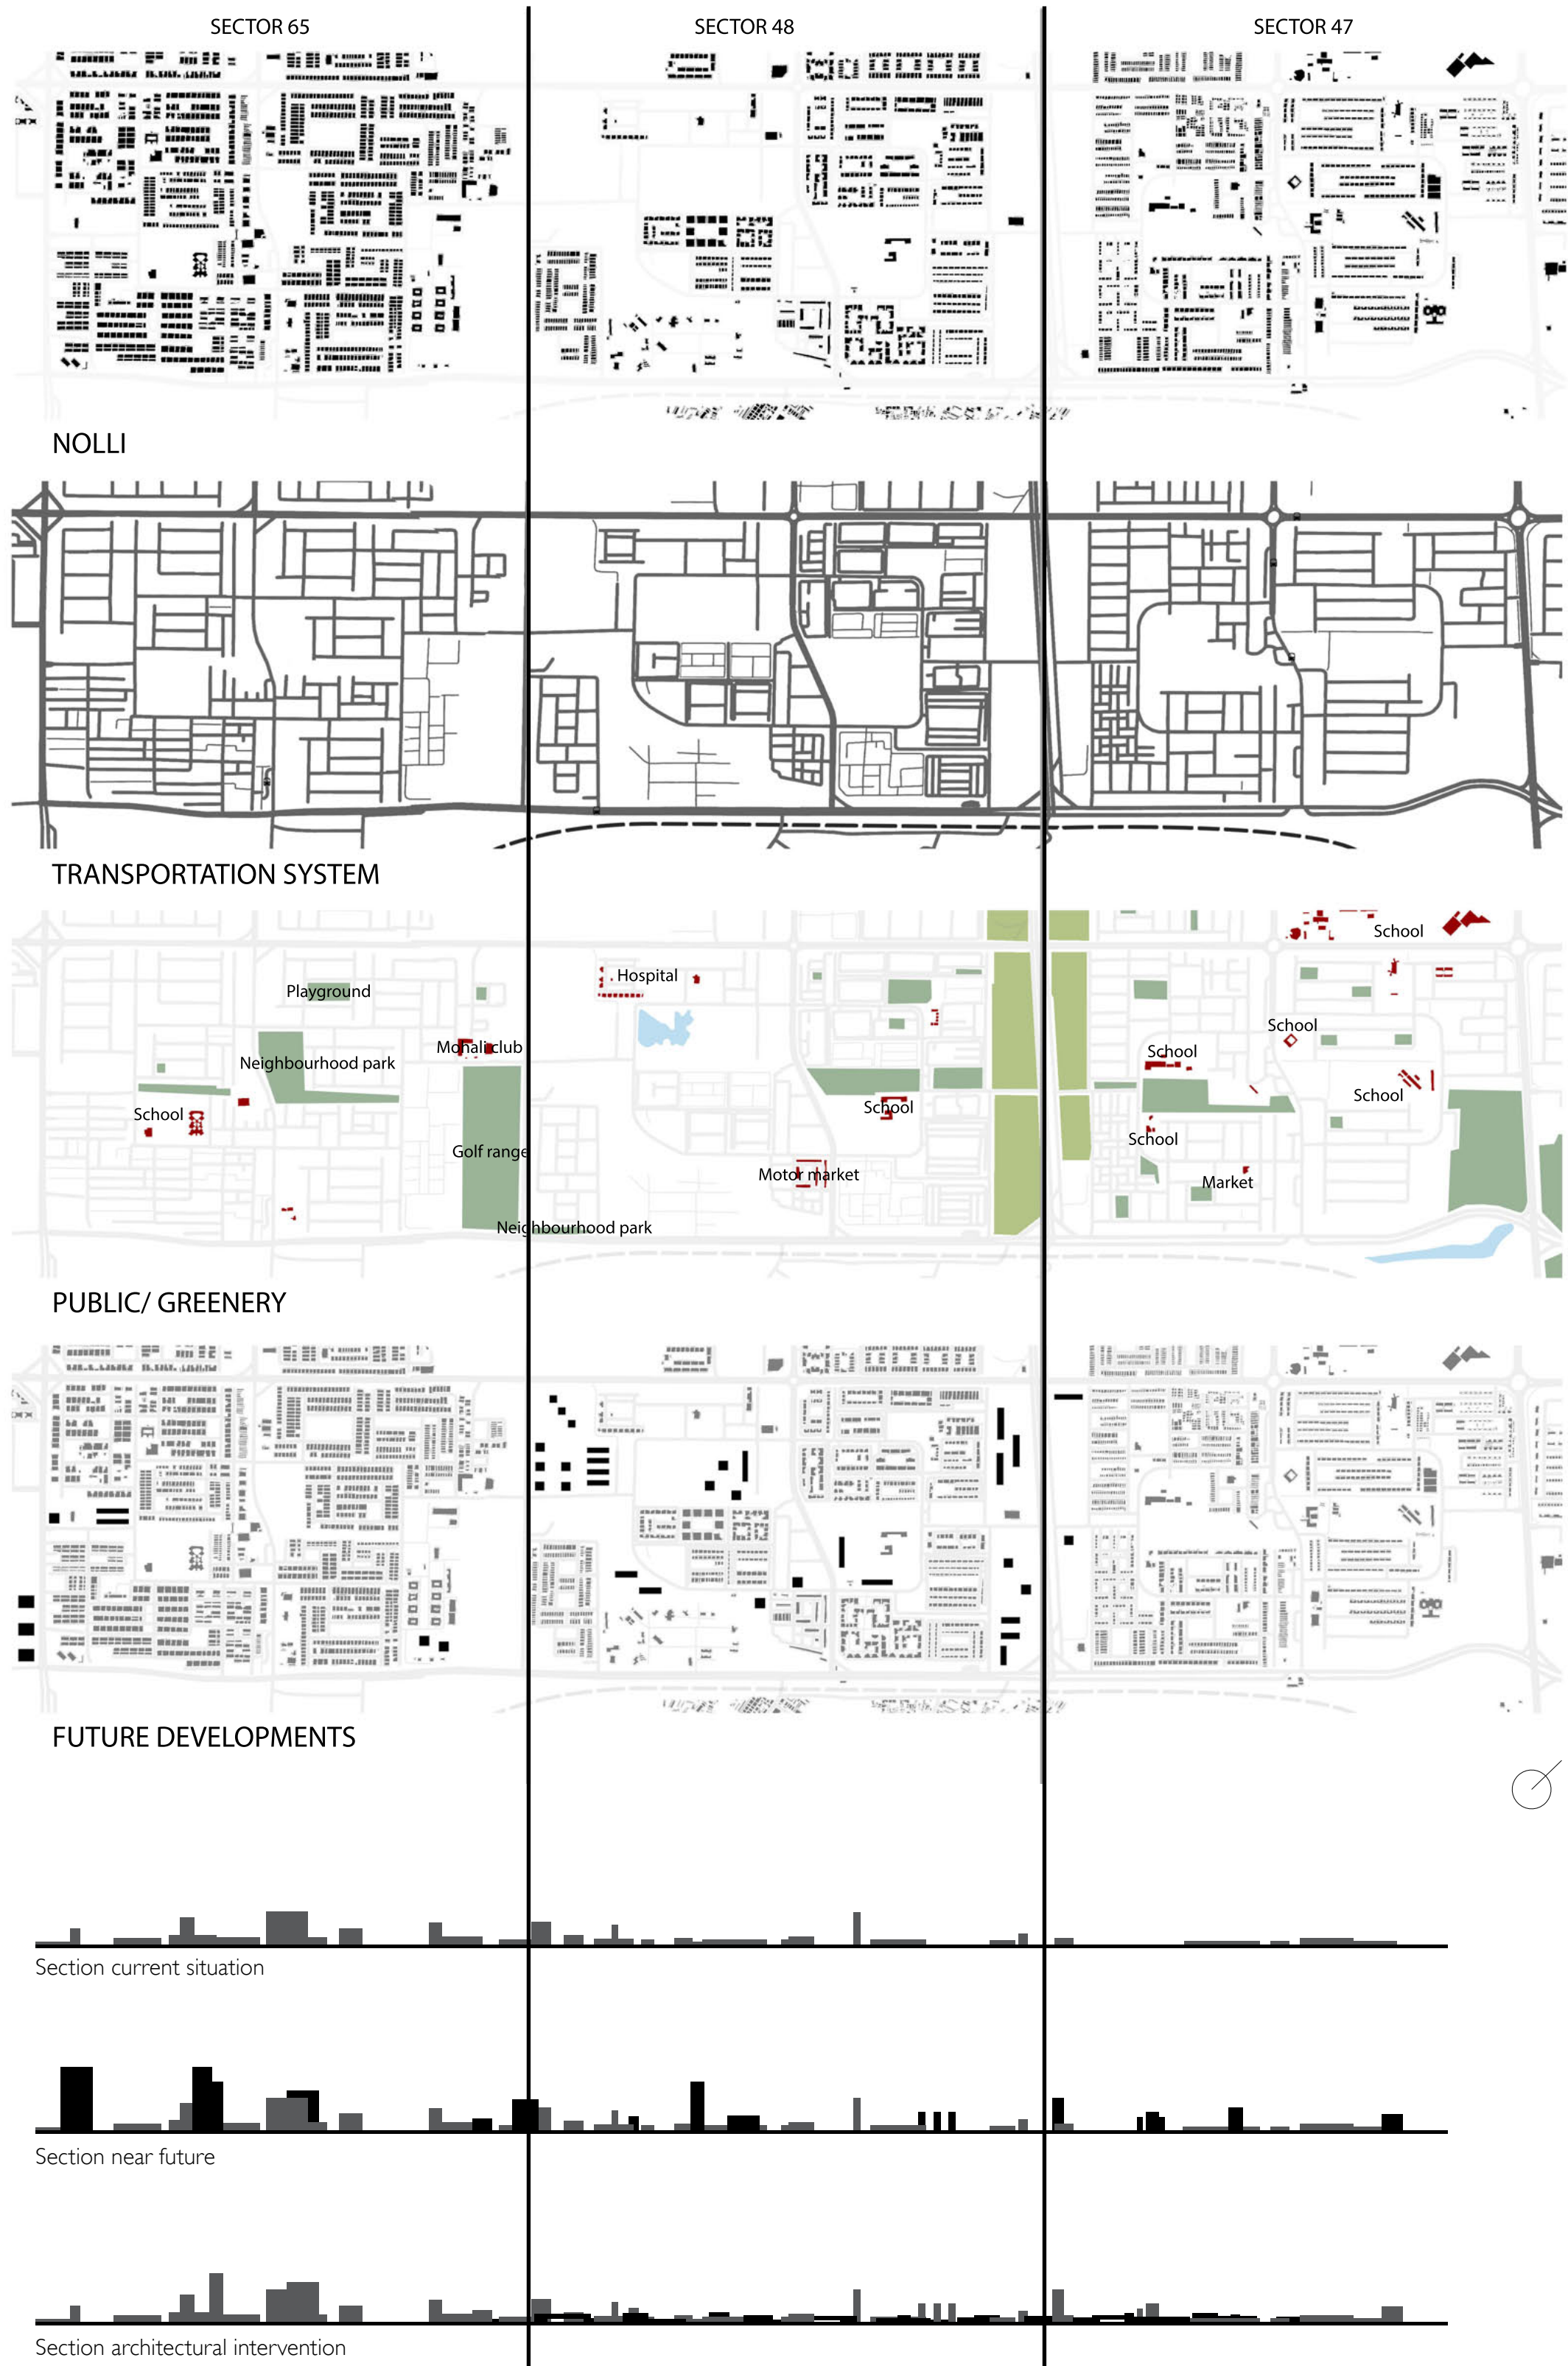 SECTOR 65
SECTOR 48
SECTOR 47
NOLLI
TRANSPORTATION SYSTEM
School
Hospital
Playground
School
Mohali club
School
Neighbourhood park
School
School
School
School
Golf range
Motor market
Market
Neighbourhood park
PUBLIC/ GREENERY
FUTURE DEVELOPMENTS
Section current situation
Section near future
Section architectural intervention